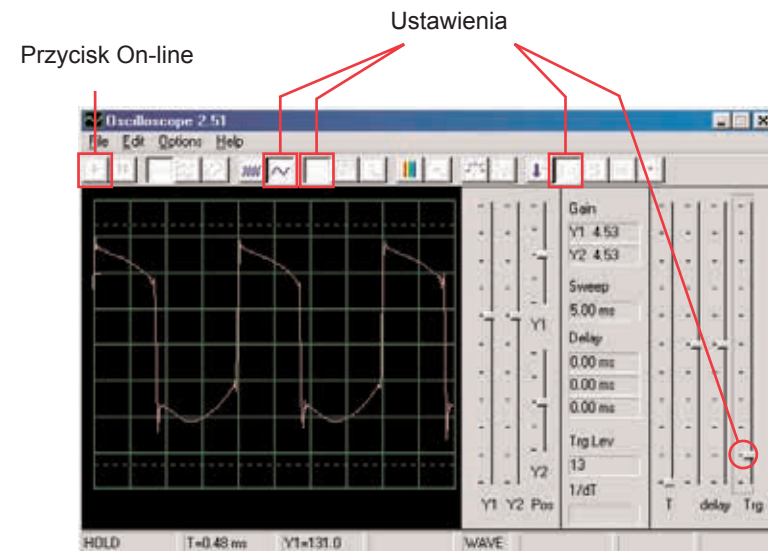 Ustawienia
Przycisk On-line
Oscilloscope 2.51
File Edit Options Help
Gain
Y1 4.53
Y2 4.53
Sweep
5.00 ms
Delay
0.00 ms
0.00 ms
0.00 ms
Trg Lev
13
1/dT
Y1
Y2
Y1 Y2 Pos
T delay Trg
HOLD T=0.48 ms Y1=131.0 WAVE